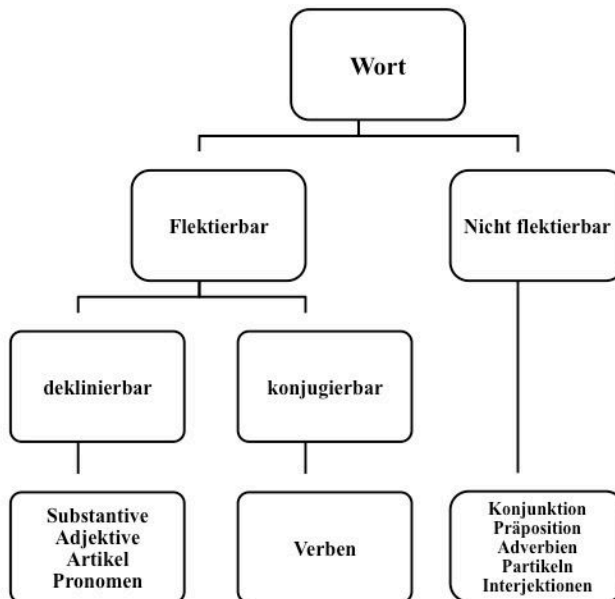 Wort
Flektierbar
Nicht flektierbar
deklinierbar
konjugierbar
Substantive
Adjektive
Artikel
Pronomen
Verben
Konjunktion
Präposition
Adverbien
Partikeln
Interjektionen